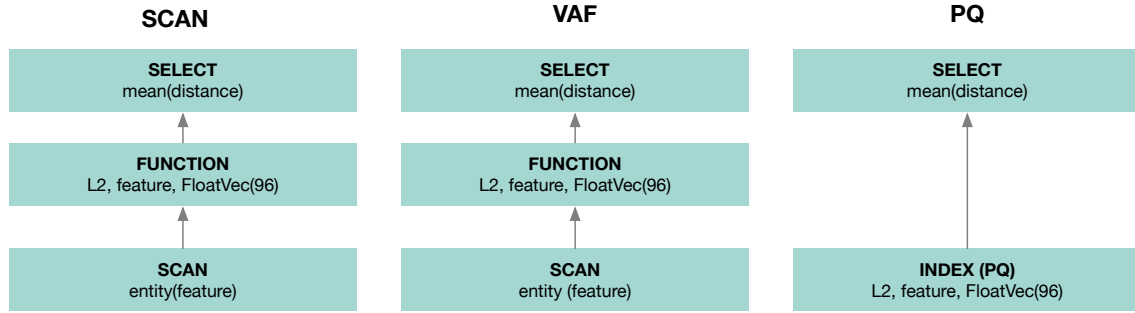 SCAN
SELECT
mean(distance)
FUNCTION
L2, feature, FloatVec(96)
SCAN
entity(feature)
VAF
SELECT
mean(distance)
FUNCTION
L2, feature, FloatVec(96)
SCAN
entity (feature)
PQ
SELECT
mean(distance)
INDEX (PQ)
L2, feature, FloatVec(96)